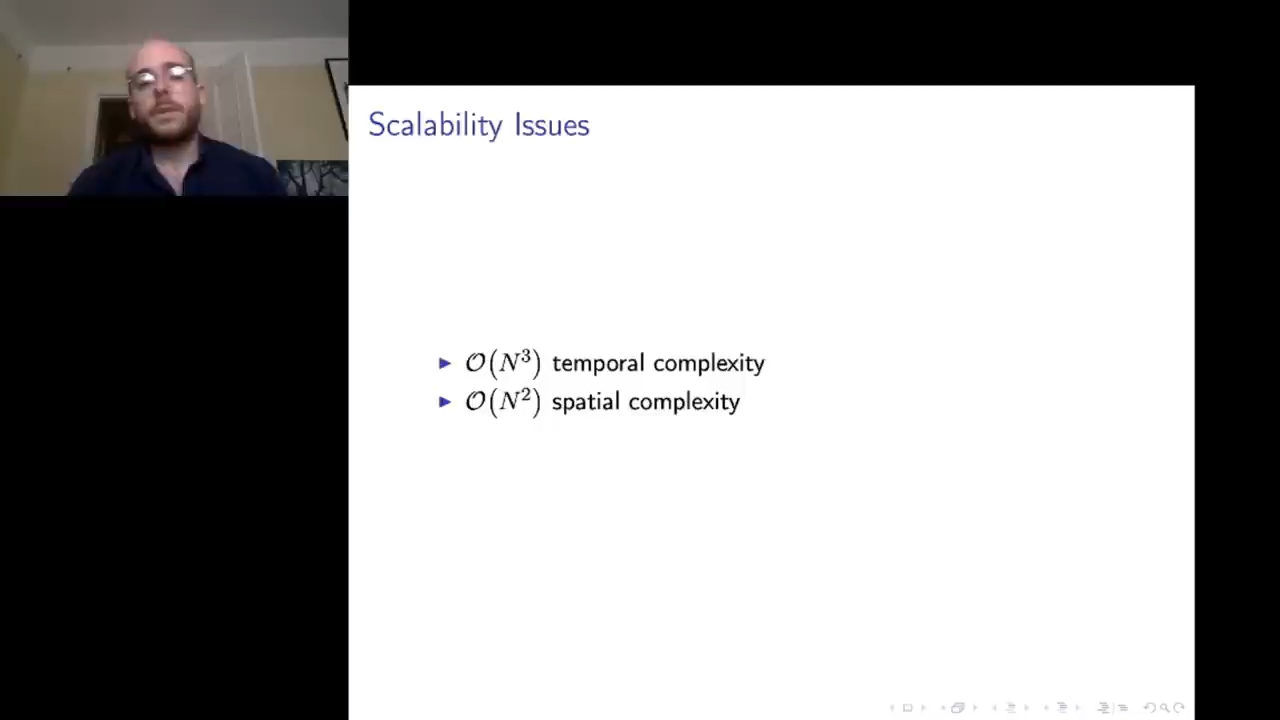 Scalability Issues
▶ 𝒪(N³) temporal complexity
▶ 𝒪(N²) spatial complexity